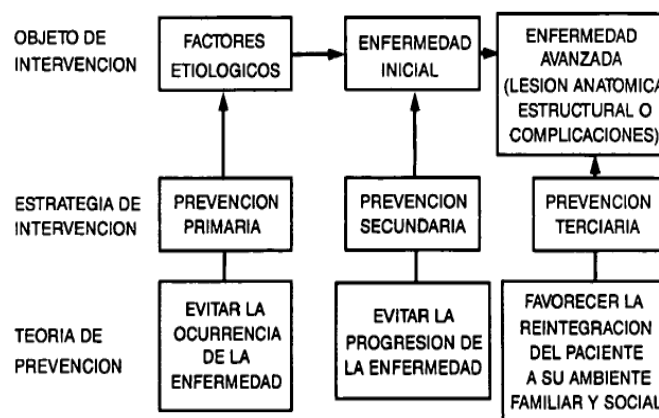 OBJETO DE
INTERVENCION
FACTORES
ETIOLOGICOS
ENFERMEDAD
INICIAL
ENFERMEDAD
AVANZADA
(LESION ANATOMICA
ESTRUCTURAL O
COMPLICACIONES)
ESTRATEGIA DE
INTERVENCION
PREVENCION
PRIMARIA
PREVENCION
SECUNDARIA
PREVENCION
TERCIARIA
TEORIA DE
PREVENCION
EVITAR LA
OCURRENCIA
DE LA
ENFERMEDAD
EVITAR LA
PROGRESION DE
LA ENFERMEDAD
FAVORECER LA
REINTEGRACION
DEL PACIENTE
A SU AMBIENTE
FAMILIAR Y SOCIAL